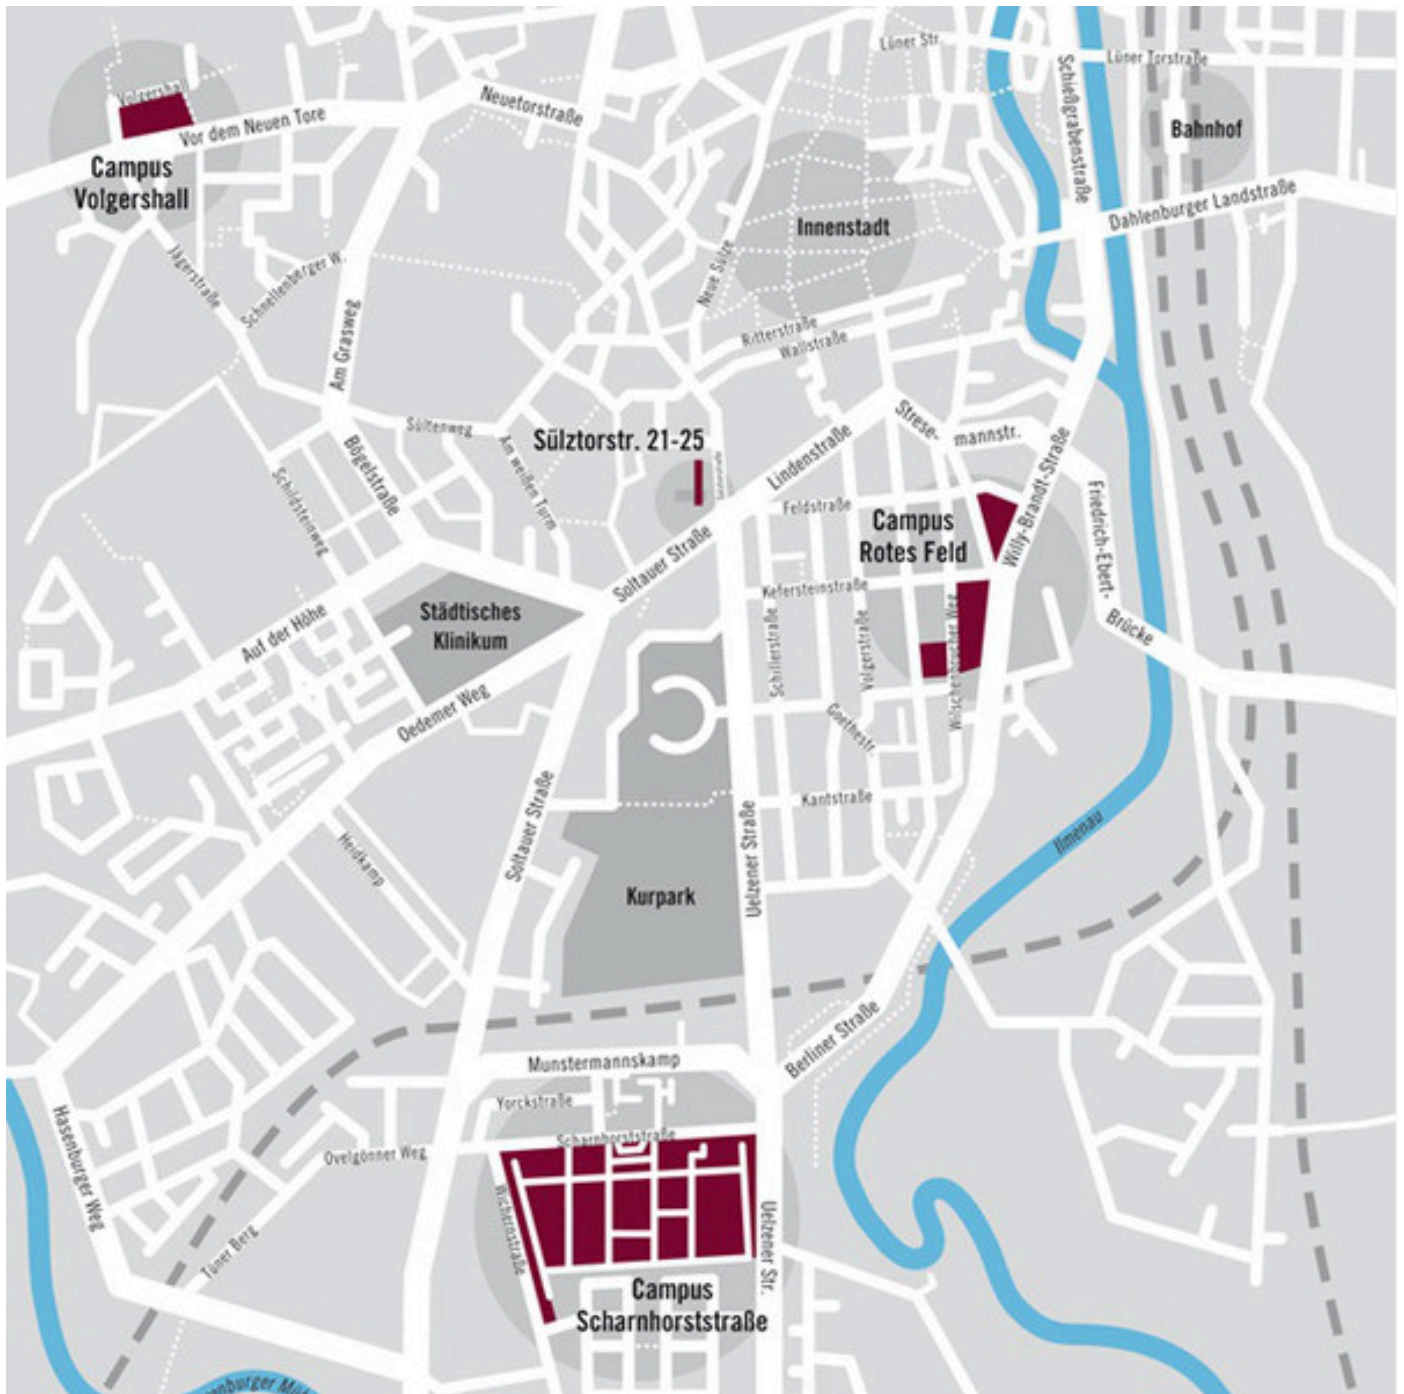 Lüner Str.
Lüner Torstraße
Schießgrabenstraße
Bahnhof
Volgershall
Neuetorstraße
Vor dem Neuen Tore
Campus
Volgershall
Dahlenburger Landstraße
Innenstadt
Jägerstraße
Schnellenberger W.
Neue Sülze
Am Grasweg
Ritterstraße
Wallstraße
Sültenweg
Sülztorstr. 21-25
Strese-
mannstr.
Bögelstraße
Am weißen Turm
Lindenstraße
Schildsteinweg
Feldstraße
Campus
Rotes Feld
Willy-Brandt-Straße
Friedrich-Ebert-
Brücke
Soltauer Straße
Kefersteinstraße
Städtisches
Klinikum
Auf der Höhe
Schillerstraße
Volgerstraße
Wilschenbrucher Weg
Oedemer Weg
Goethestr.
Soltauer Straße
Uelzener Straße
Kantstraße
Ilmenau
Heidkamp
Kurpark
Berliner Straße
Munstermannskamp
Yorckstraße
Scharnhorststraße
Ovelgönner Weg
Hasenburger Weg
Wichernstraße
Tüner Berg
Uelzener Str.
Campus
Scharnhorststraße